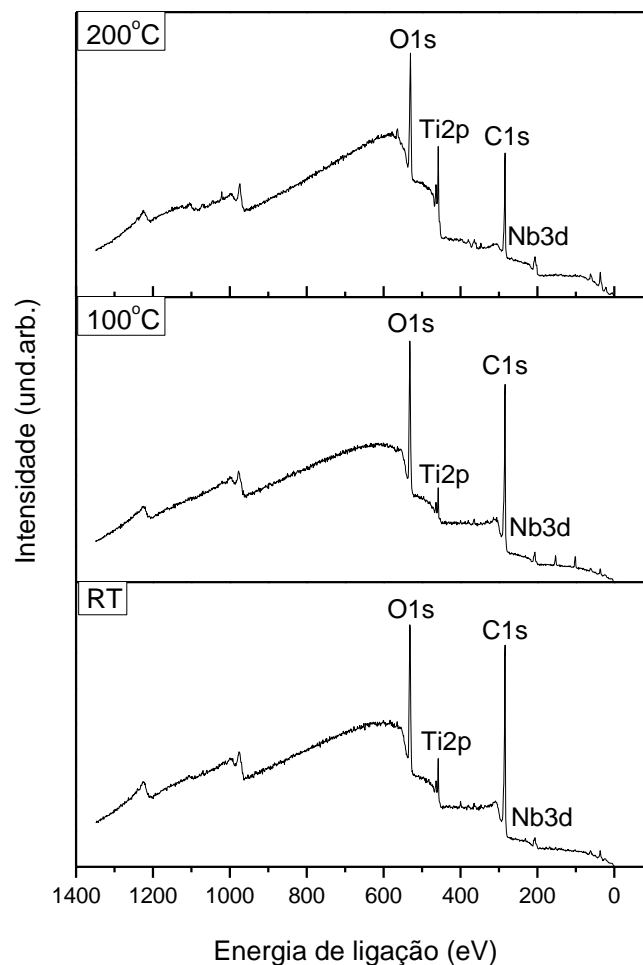 200°C
O1s
Ti2p
C1s
Nb3d
100°C
O1s
C1s
Ti2p
Nb3d
RT
O1s
C1s
Ti2p
Nb3d
Intensidade (und.arb.)
1400 1200 1000 800 600 400 200 0
Energia de ligação (eV)